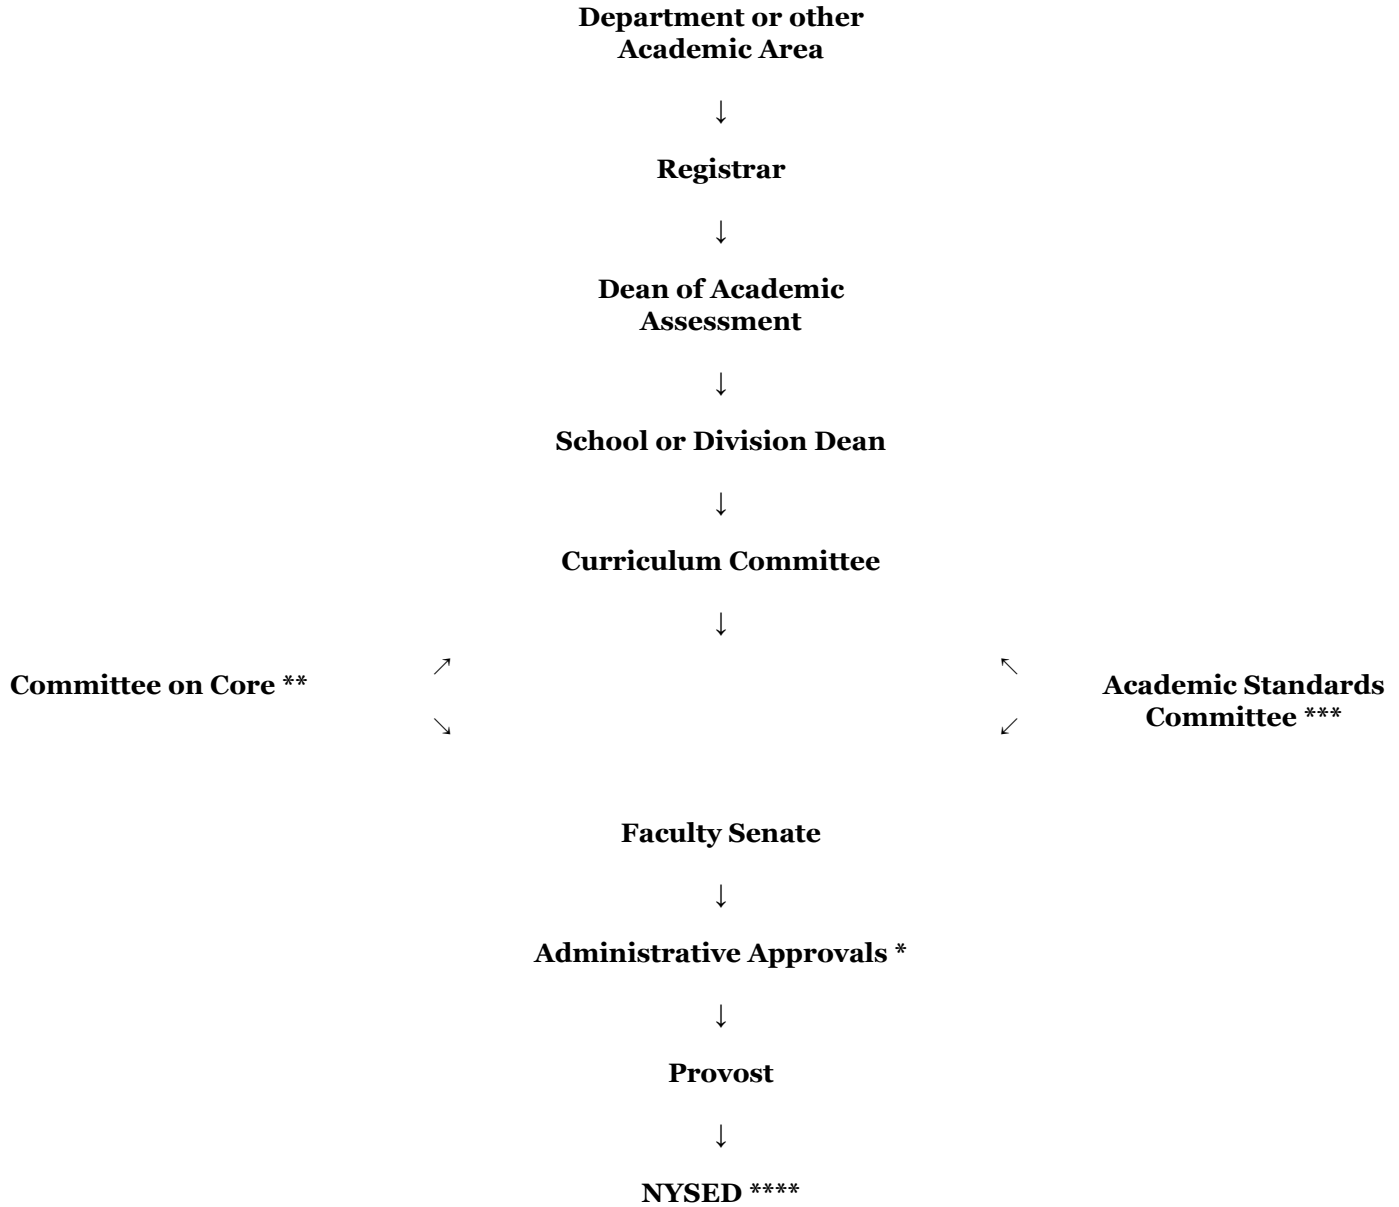 Department or other
Academic Area
↓
Registrar
↓
Dean of Academic
Assessment
↓
School or Division Dean
↓
Curriculum Committee
↓
↗ ↖
Committee on Core **
Academic Standards
Committee ***
↘ ↙
Faculty Senate
↓
Administrative Approvals *
↓
Provost
↓
NYSED ****